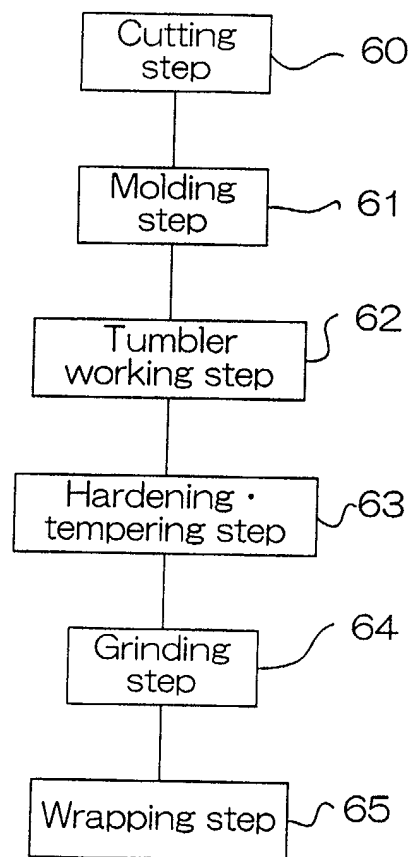 Cutting
step
60
Molding
step
61
Tumbler
working step
62
Hardening・
tempering step
63
Grinding
step
64
Wrapping step
65